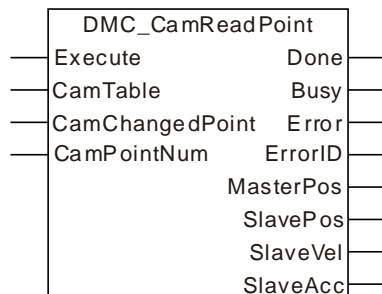 DMC_CamReadPoint
Execute Done
CamTable Busy
CamChangedPoint Error
CamPointNum ErrorID
MasterPos
SlavePos
SlaveVel
SlaveAcc